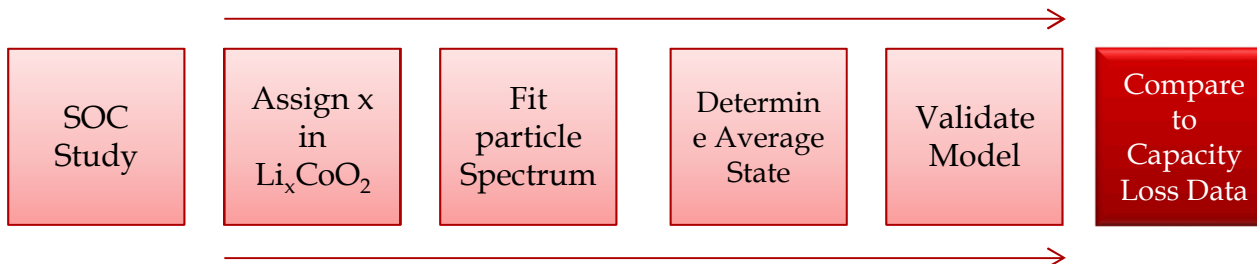 SOC
Study
Assign x
in
LiₓCoO₂
Fit
particle
Spectrum
Determin
e Average
State
Validate
Model
Compare
to
Capacity
Loss Data